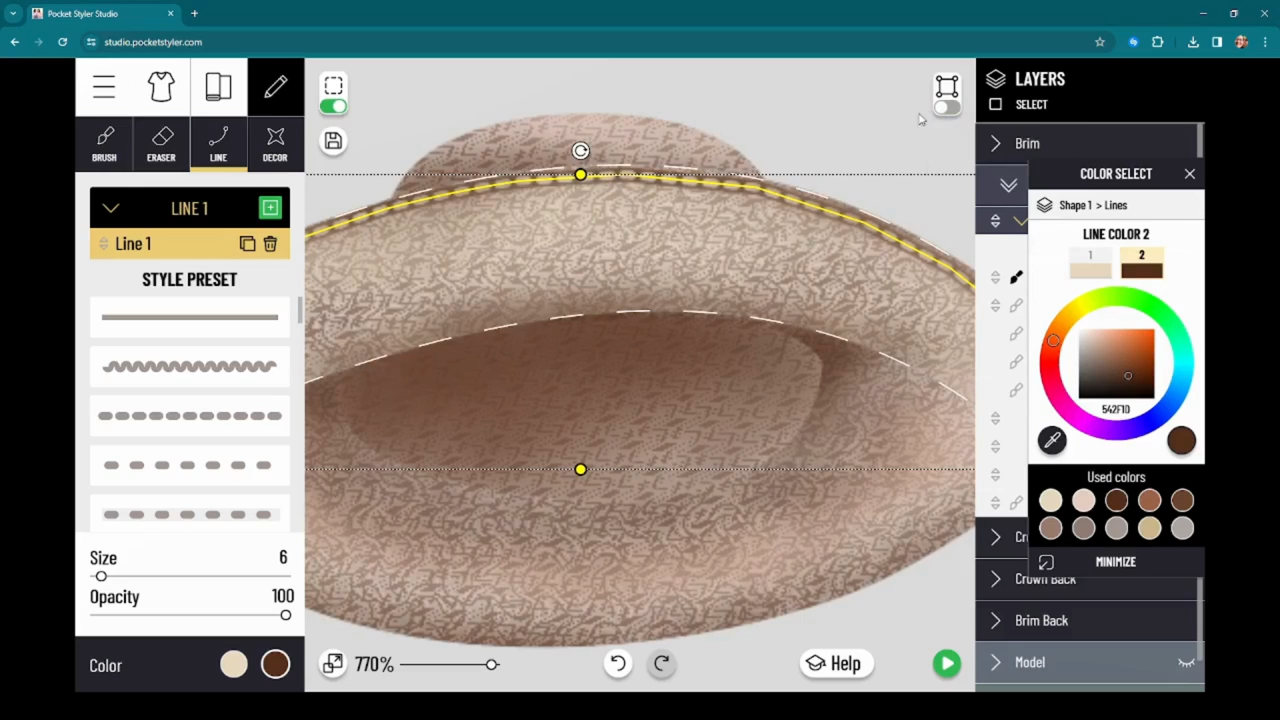 Pocket Styler Studio
studio.pocketstyler.com
BRUSH
ERASER
LINE
DECOR
LINE 1
Line 1
STYLE PRESET
Size 6
Opacity 100
Color
770%
Help
LAYERS
SELECT
Brim
COLOR SELECT
Shape 1 > Lines
LINE COLOR 2
1 2
542F1D
Used colors
MINIMIZE
Crown Back
Brim Back
Model